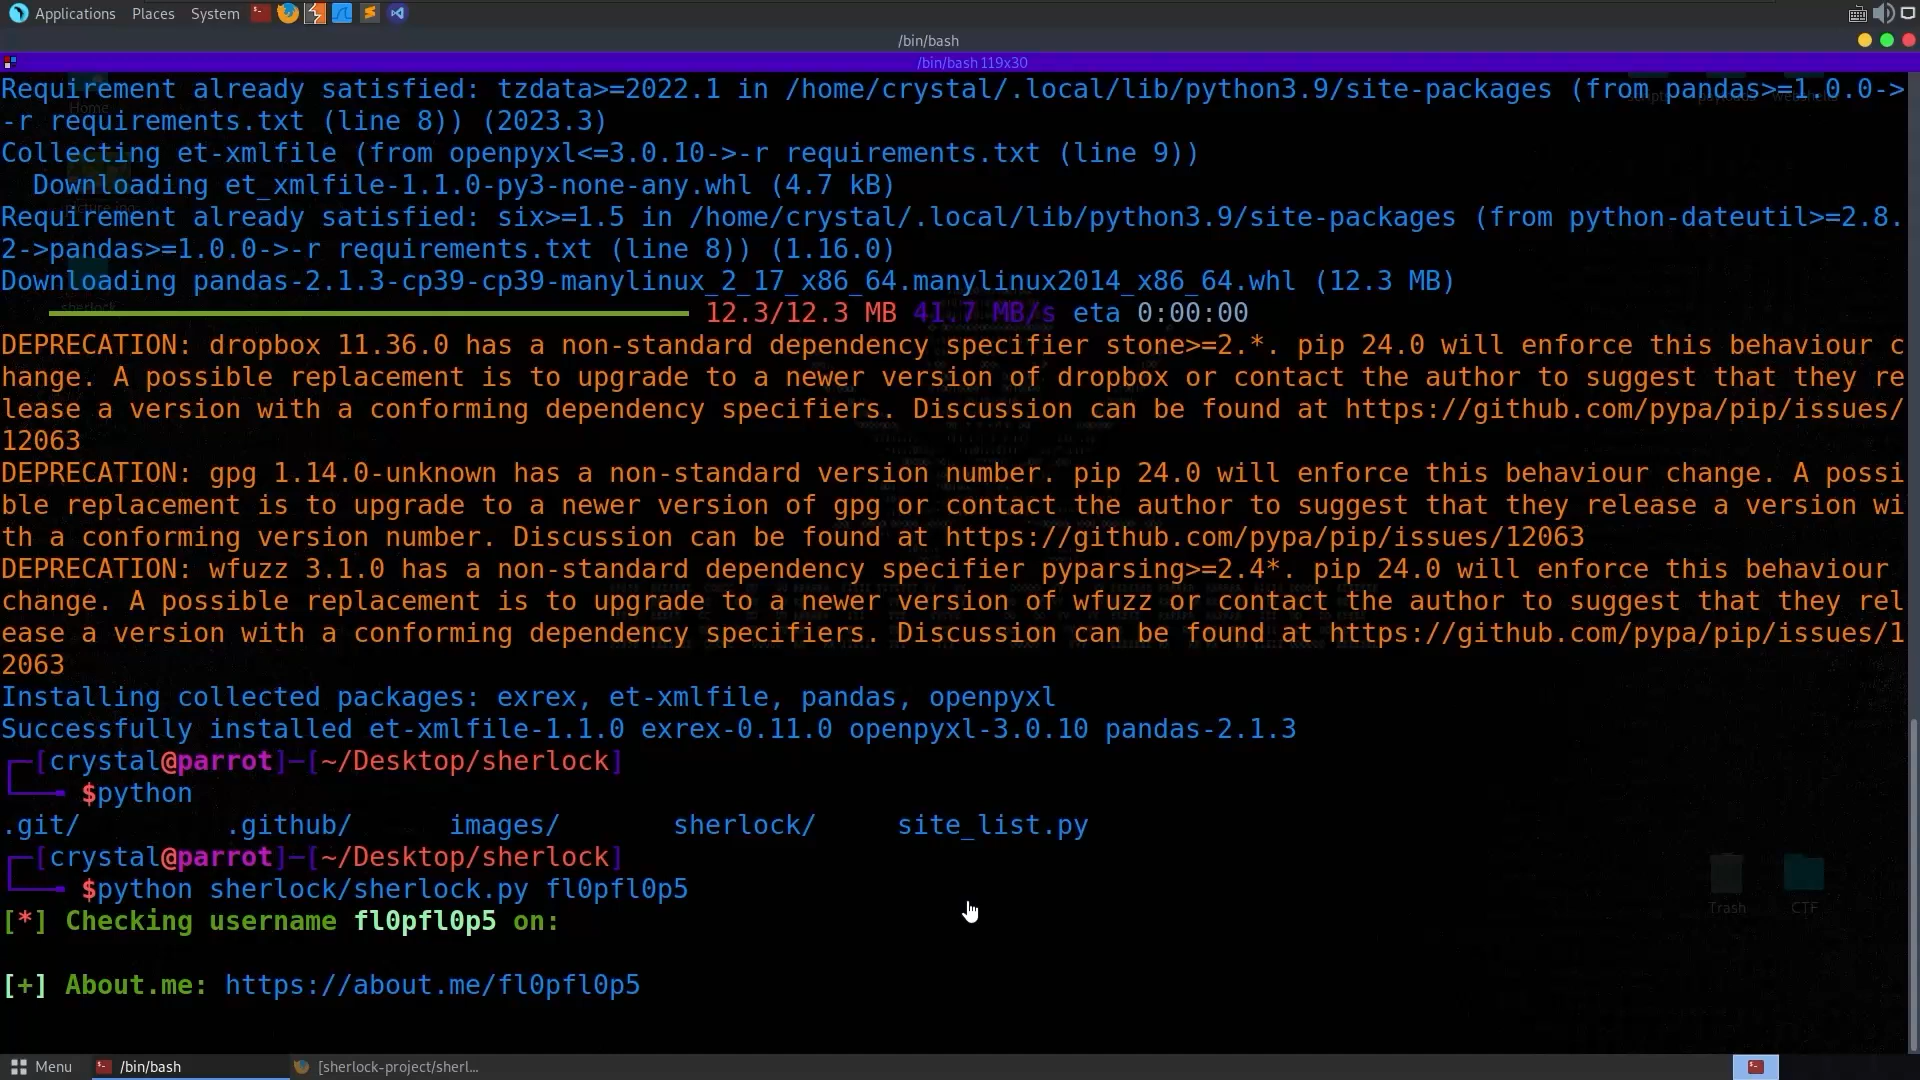 Applications Places System
/bin/bash
/bin/bash 119x30
Requirement already satisfied: tzdata>=2022.1 in /home/crystal/.local/lib/python3.9/site-packages (from pandas>=1.0.0->
-r requirements.txt (line 8)) (2023.3)
Collecting et-xmlfile (from openpyxl<=3.0.10->-r requirements.txt (line 9))
  Downloading et_xmlfile-1.1.0-py3-none-any.whl (4.7 kB)
Requirement already satisfied: six>=1.5 in /home/crystal/.local/lib/python3.9/site-packages (from python-dateutil>=2.8.
2->pandas>=1.0.0->-r requirements.txt (line 8)) (1.16.0)
Downloading pandas-2.1.3-cp39-cp39-manylinux_2_17_x86_64.manylinux2014_x86_64.whl (12.3 MB)
12.3/12.3 MB 41.7 MB/s eta 0:00:00
DEPRECATION: dropbox 11.36.0 has a non-standard dependency specifier stone>=2.*. pip 24.0 will enforce this behaviour c
hange. A possible replacement is to upgrade to a newer version of dropbox or contact the author to suggest that they re
lease a version with a conforming dependency specifiers. Discussion can be found at https://github.com/pypa/pip/issues/
12063
DEPRECATION: gpg 1.14.0-unknown has a non-standard version number. pip 24.0 will enforce this behaviour change. A possi
ble replacement is to upgrade to a newer version of gpg or contact the author to suggest that they release a version wi
th a conforming version number. Discussion can be found at https://github.com/pypa/pip/issues/12063
DEPRECATION: wfuzz 3.1.0 has a non-standard dependency specifier pyparsing>=2.4*. pip 24.0 will enforce this behaviour
change. A possible replacement is to upgrade to a newer version of wfuzz or contact the author to suggest that they rel
ease a version with a conforming dependency specifiers. Discussion can be found at https://github.com/pypa/pip/issues/1
2063
Installing collected packages: exrex, et-xmlfile, pandas, openpyxl
Successfully installed et-xmlfile-1.1.0 exrex-0.11.0 openpyxl-3.0.10 pandas-2.1.3
┌─[crystal@parrot]─[~/Desktop/sherlock]
└──╼ $python
.git/ .github/ images/ sherlock/ site_list.py
┌─[crystal@parrot]─[~/Desktop/sherlock]
└──╼ $python sherlock/sherlock.py fl0pfl0p5
[*] Checking username fl0pfl0p5 on:
[+] About.me: https://about.me/fl0pfl0p5
Home
sherlock
Trash CTF
Menu /bin/bash [sherlock-project/sherl...